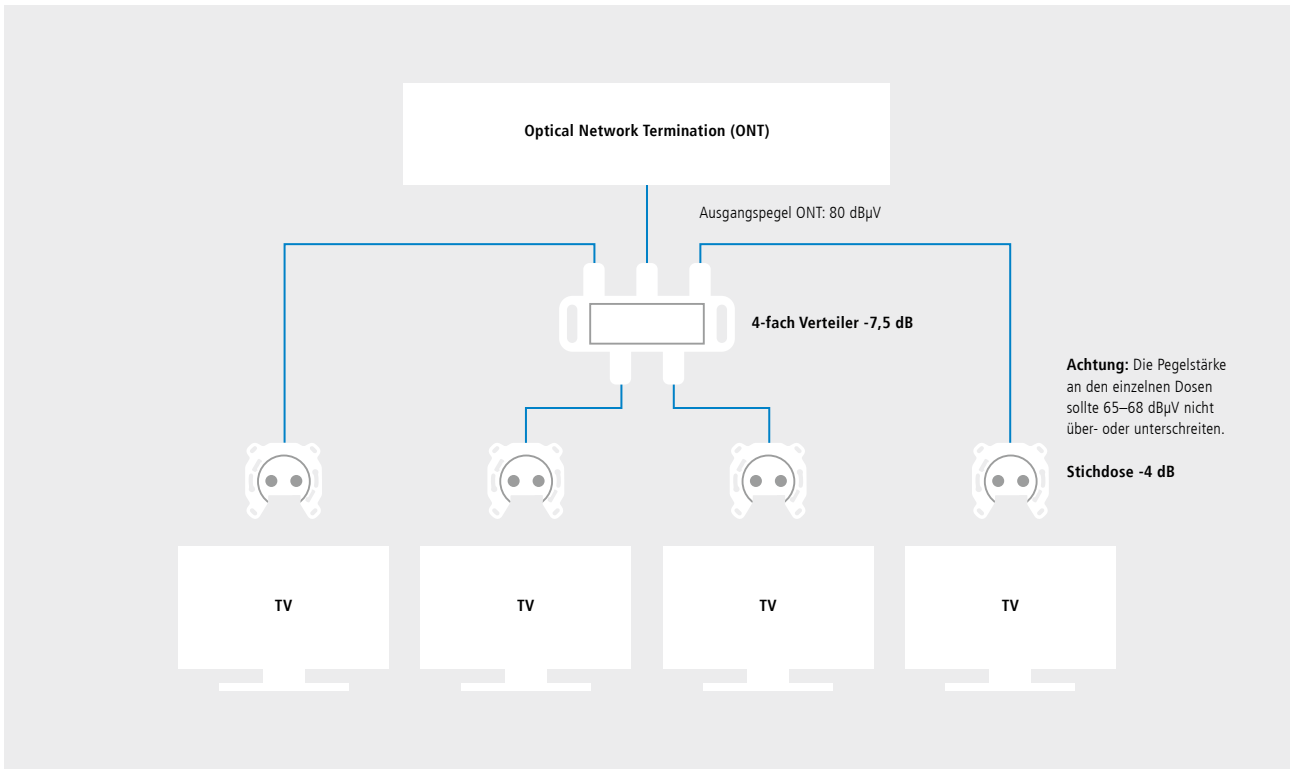 Optical Network Termination (ONT)
Ausgangspegel ONT: 80 dBµV
4-fach Verteiler -7,5 dB
Achtung: Die Pegelstärke
an den einzelnen Dosen
sollte 65–68 dBµV nicht
über- oder unterschreiten.
Stichdose -4 dB
TV
TV
TV
TV